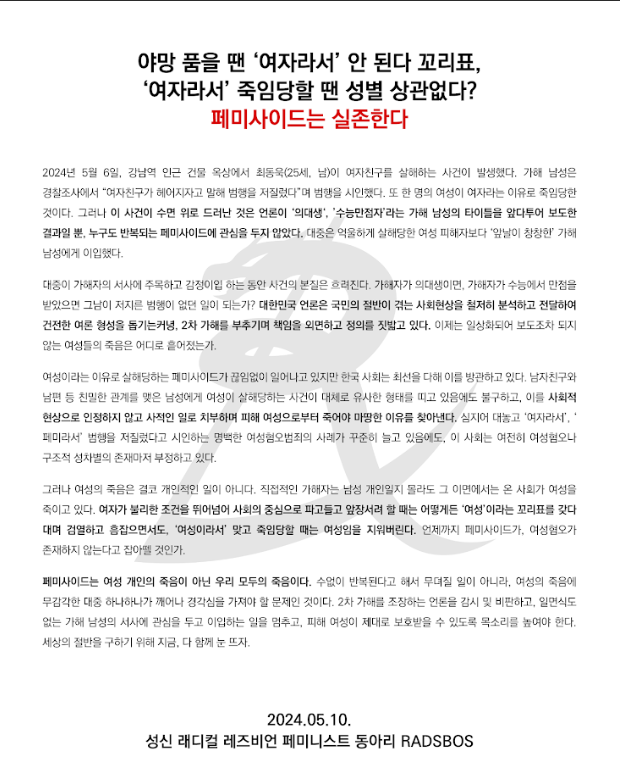 야망 품을 땐 ‘여자라서’ 안 된다 꼬리표,
‘여자라서’ 죽임당할 땐 성별 상관없다?
페미사이드는 실존한다
2024년 5월 6일, 강남역 인근 건물 옥상에서 최동욱(25세, 남)이 여자친구를 살해하는 사건이 발생했다. 가해 남성은
경찰조사에서 “여자친구가 헤어지자고 말해 범행을 저질렀다”며 범행을 시인했다. 또 한 명의 여성이 여자라는 이유로 죽임당한
것이다. 그러나 이 사건이 수면 위로 드러난 것은 언론이 ‘의대생’, ‘수능만점자’라는 가해 남성의 타이틀을 앞다투어 보도한
결과일 뿐, 누구도 반복되는 페미사이드에 관심을 두지 않았다. 대중은 억울하게 살해당한 여성 피해자보다 ‘앞날이 창창한’ 가해
남성에게 이입했다.
대중이 가해자의 서사에 주목하고 감정이입 하는 동안 사건의 본질은 흐려진다. 가해자가 의대생이면, 가해자가 수능에서 만점을
받았으면 그남이 저지른 범행이 없던 일이 되는가? 대한민국 언론은 국민의 절반이 겪는 사회현상을 철저히 분석하고 전달하여
건전한 여론 형성을 돕기는커녕, 2차 가해를 부추기며 책임을 외면하고 정의를 짓밟고 있다. 이제는 일상화되어 보도조차 되지
않는 여성들의 죽음은 어디로 흩어졌는가.
여성이라는 이유로 살해당하는 페미사이드가 끊임없이 일어나고 있지만 한국 사회는 최선을 다해 이를 방관하고 있다. 남자친구와
남편 등 친밀한 관계를 맺은 남성에게 여성이 살해당하는 사건이 대체로 유사한 형태를 띠고 있음에도 불구하고, 이를 사회적
현상으로 인정하지 않고 사적인 일로 치부하며 피해 여성으로부터 죽어야 마땅한 이유를 찾아낸다. 심지어 대놓고 ‘여자라서’, ‘
페미라서’ 범행을 저질렀다고 시인하는 명백한 여성혐오범죄의 사례가 꾸준히 늘고 있음에도, 이 사회는 여전히 여성혐오나
구조적 성차별의 존재마저 부정하고 있다.
그러나 여성의 죽음은 결코 개인적인 일이 아니다. 직접적인 가해자는 남성 개인일지 몰라도 그 이면에서는 온 사회가 여성을
죽이고 있다. 여자가 불리한 조건을 뛰어넘어 사회의 중심으로 파고들고 앞장서려 할 때는 어떻게든 ‘여성’이라는 꼬리표를 갖다
대며 검열하고 흠잡으면서도, ‘여성이라서’ 맞고 죽임당할 때는 여성임을 지워버린다. 언제까지 페미사이드가, 여성혐오가
존재하지 않는다고 잡아뗄 것인가.
페미사이드는 여성 개인의 죽음이 아닌 우리 모두의 죽음이다. 수없이 반복된다고 해서 무뎌질 일이 아니라, 여성의 죽음에
무감각한 대중 하나하나가 깨어나 경각심을 가져야 할 문제인 것이다. 2차 가해를 조장하는 언론을 감시 및 비판하고, 일면식도
없는 가해 남성의 서사에 관심을 두고 이입하는 일을 멈추고, 피해 여성이 제대로 보호받을 수 있도록 목소리를 높여야 한다.
세상의 절반을 구하기 위해 지금, 다 함께 눈 뜨자.
2024.05.10.
성신 래디컬 레즈비언 페미니스트 동아리 RADSBOS